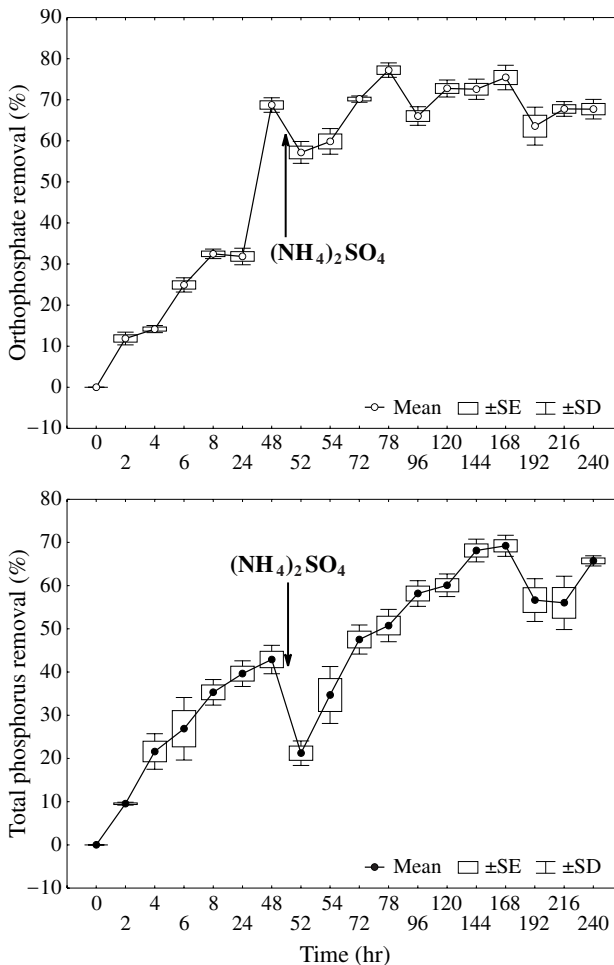 90
80
70
60
50
40
30
20
10
0
−10
Orthophosphate removal (%)
(NH₄)₂SO₄
Mean ±SE ±SD
0 4 8 48 54 78 120 168 216
2 6 24 52 72 96 144 192 240
80
70
60
50
40
30
20
10
0
−10
Total phosphorus removal (%)
(NH₄)₂SO₄
Mean ±SE ±SD
0 4 8 48 54 78 120 168 216
2 6 24 52 72 96 144 192 240
Time (hr)